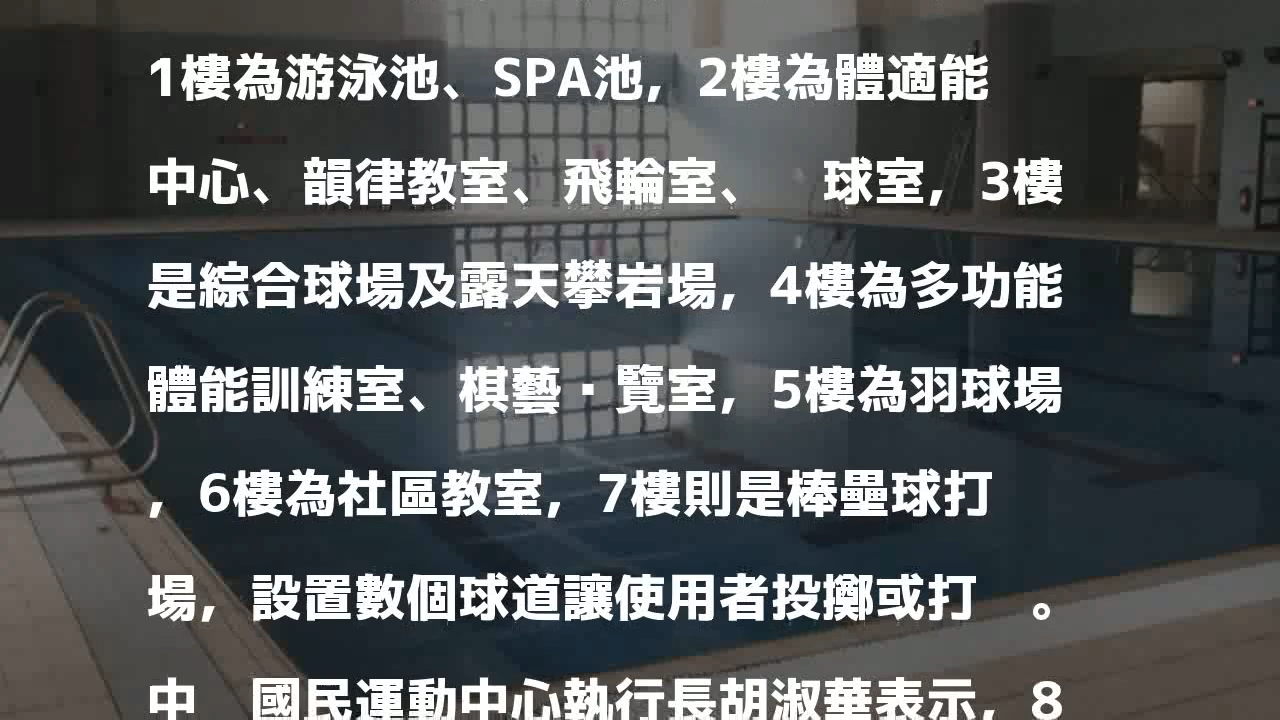 1樓為游泳池、SPA池，2樓為體適能
中心、韻律教室、飛輪室、　球室，3樓
是綜合球場及露天攀岩場，4樓為多功能
體能訓練室、棋藝·覽室，5樓為羽球場
，6樓為社區教室，7樓則是棒壘球打
場，設置數個球道讓使用者投擲或打　。
中　國民運動中心執行長胡淑華表示，8